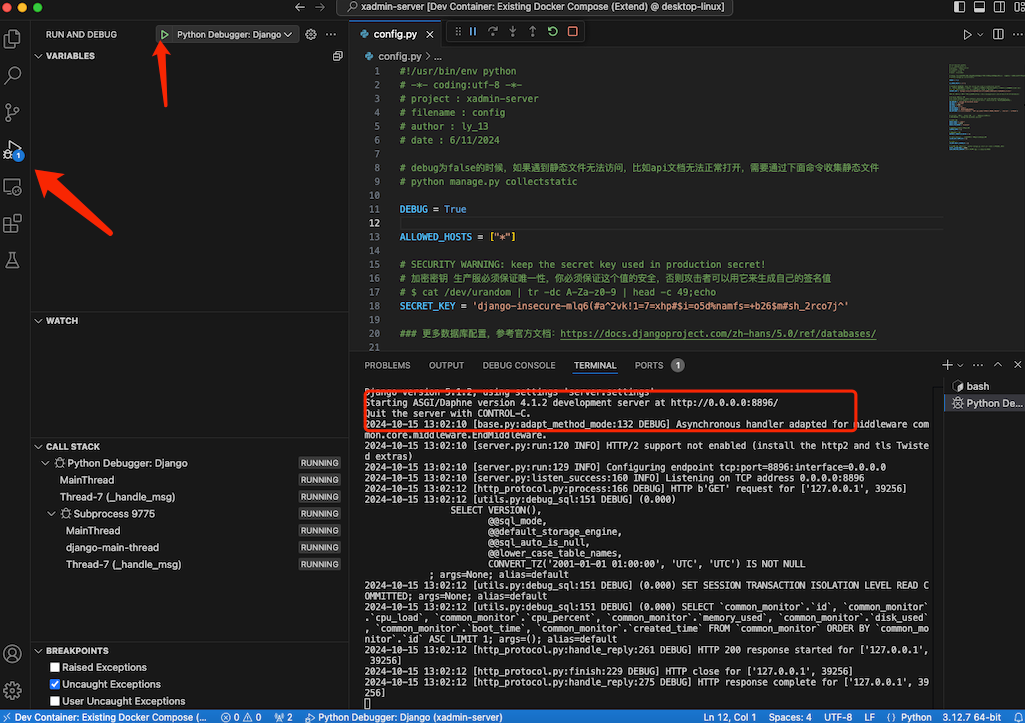 xadmin-server [Dev Container: Existing Docker Compose (Extend) @ desktop-linux]
RUN AND DEBUG
Python Debugger: Django
VARIABLES
1
WATCH
CALL STACK
Python Debugger: Django RUNNING
MainThread RUNNING
Thread-7 (_handle_msg) RUNNING
Subprocess 9775 RUNNING
MainThread RUNNING
django-main-thread RUNNING
Thread-7 (_handle_msg) RUNNING
BREAKPOINTS
Raised Exceptions
Uncaught Exceptions
User Uncaught Exceptions
config.py
config.py > ...
1 #!/usr/bin/env python
2 # -*- coding:utf-8 -*-
3 # project : xadmin-server
4 # filename : config
5 # author : ly_13
6 # date : 6/11/2024
7
8 # debug为false的时候，如果遇到静态文件无法访问，比如api文档无法正常打开，需要通过下面命令收集静态文件
9 # python manage.py collectstatic
10
11 DEBUG = True
12
13 ALLOWED_HOSTS = ["*"]
14
15 # SECURITY WARNING: keep the secret key used in production secret!
16 # 加密密钥 生产服必须保证唯一性，你必须保证这个值的安全，否则攻击者可以用它来生成自己的签名值
17 # $ cat /dev/urandom | tr -dc A-Za-z0-9 | head -c 49;echo
18 SECRET_KEY = 'django-insecure-mlq6(#a^2vk!1=7=xhp#$i=o5d%namfs=+b26$m#sh_2rco7j^'
19
20 ### 更多数据库配置，参考官方文档：https://docs.djangoproject.com/zh-hans/5.0/ref/databases/
21
PROBLEMS OUTPUT DEBUG CONSOLE TERMINAL PORTS 1
bash
Python De...
Django version 5.1.2, using settings 'server.settings'
Starting ASGI/Daphne version 4.1.2 development server at http://0.0.0.0:8896/
Quit the server with CONTROL-C.
2024-10-15 13:02:10 [base.py:adapt_method_mode:132 DEBUG] Asynchronous handler adapted for middleware com
mon.core.middleware.EndMiddleware.
2024-10-15 13:02:10 [server.py:run:120 INFO] HTTP/2 support not enabled (install the http2 and tls Twiste
d extras)
2024-10-15 13:02:10 [server.py:run:129 INFO] Configuring endpoint tcp:port=8896:interface=0.0.0.0
2024-10-15 13:02:10 [server.py:listen_success:160 INFO] Listening on TCP address 0.0.0.0:8896
2024-10-15 13:02:12 [http_protocol.py:process:166 DEBUG] HTTP b'GET' request for ['127.0.0.1', 39256]
2024-10-15 13:02:12 [utils.py:debug_sql:151 DEBUG] (0.000)
SELECT VERSION(),
@@sql_mode,
@@default_storage_engine,
@@sql_auto_is_null,
@@lower_case_table_names,
CONVERT_TZ('2001-01-01 01:00:00', 'UTC', 'UTC') IS NOT NULL
; args=None; alias=default
2024-10-15 13:02:12 [utils.py:debug_sql:151 DEBUG] (0.000) SET SESSION TRANSACTION ISOLATION LEVEL READ C
OMMITTED; args=None; alias=default
2024-10-15 13:02:12 [utils.py:debug_sql:151 DEBUG] (0.000) SELECT `common_monitor`.`id`, `common_monitor`
.`cpu_load`, `common_monitor`.`cpu_percent`, `common_monitor`.`memory_used`, `common_monitor`.`disk_used`
, `common_monitor`.`boot_time`, `common_monitor`.`created_time` FROM `common_monitor` ORDER BY `common_mo
nitor`.`id` ASC LIMIT 1; args=(); alias=default
2024-10-15 13:02:12 [http_protocol.py:handle_reply:261 DEBUG] HTTP 200 response started for ['127.0.0.1',
39256]
2024-10-15 13:02:12 [http_protocol.py:finish:229 DEBUG] HTTP close for ['127.0.0.1', 39256]
2024-10-15 13:02:12 [http_protocol.py:handle_reply:275 DEBUG] HTTP response complete for ['127.0.0.1', 39
256]
Dev Container: Existing Docker Compose (... 0 0 2 Python Debugger: Django (xadmin-server) Ln 12, Col 1 Spaces: 4 UTF-8 LF Python 3.12.7 64-bit